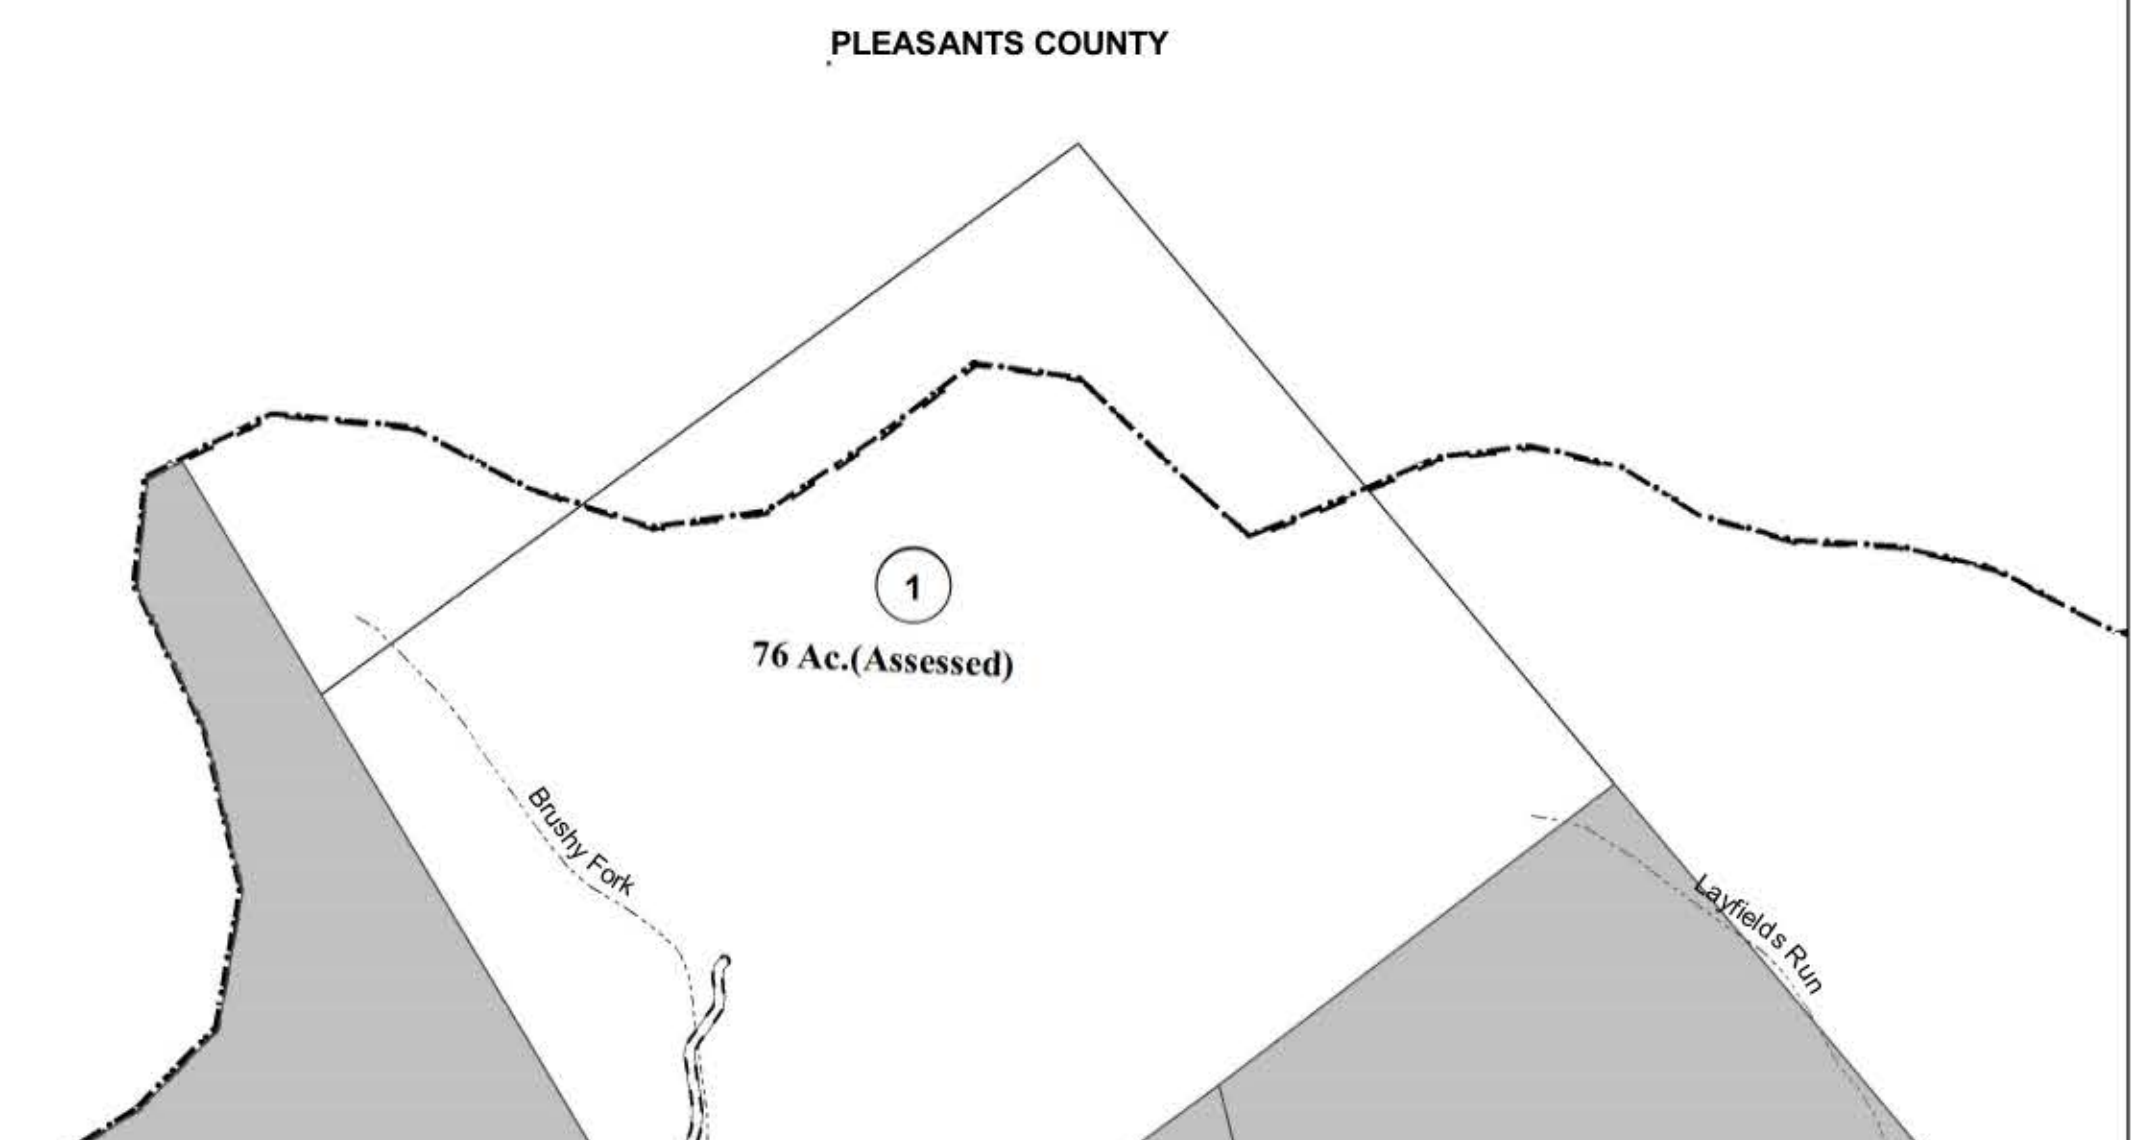 PLEASANTS COUNTY
1
76 Ac.(Assessed)
Brushy Fork
Layfields Run